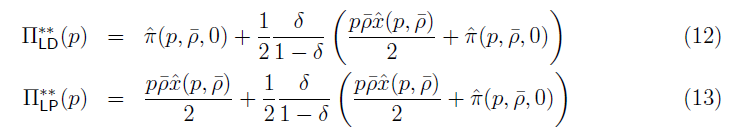 $\Pi^{**}_{\mathsf{LD}}(p) = \hat{\pi}(p, \bar{\rho}, 0) + \frac{1}{2} \frac{\delta}{1-\delta} \left( \frac{p\bar{\rho}\hat{x}(p, \bar{\rho})}{2} + \hat{\pi}(p, \bar{\rho}, 0) \right)$ (12)
$\Pi^{**}_{\mathsf{LP}}(p) = \frac{p\bar{\rho}\hat{x}(p, \bar{\rho})}{2} + \frac{1}{2} \frac{\delta}{1-\delta} \left( \frac{p\bar{\rho}\hat{x}(p, \bar{\rho})}{2} + \hat{\pi}(p, \bar{\rho}, 0) \right)$ (13)